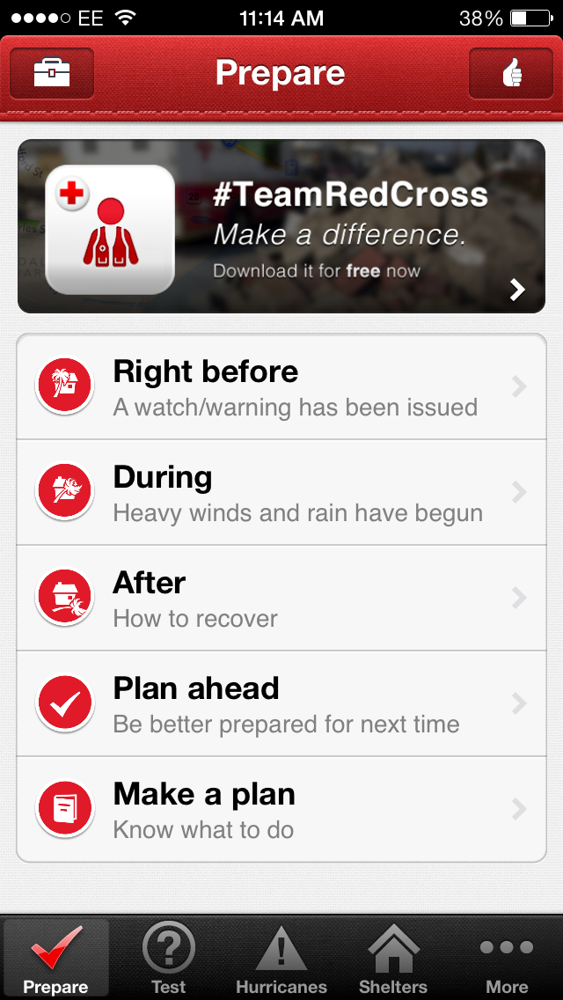 EE 11:14 AM 38%
Prepare
#TeamRedCross
Make a difference.
Download it for free now
Right before
A watch/warning has been issued
During
Heavy winds and rain have begun
After
How to recover
Plan ahead
Be better prepared for next time
Make a plan
Know what to do
Prepare Test Hurricanes Shelters More